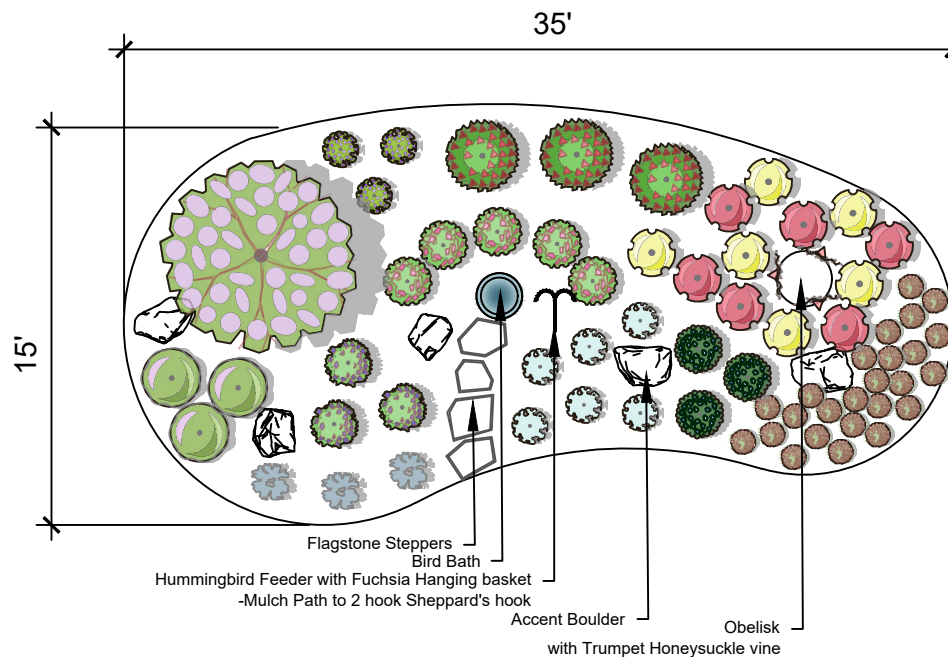 35'
15'
Flagstone Steppers
Bird Bath
Hummingbird Feeder with Fuchsia Hanging basket
-Mulch Path to 2 hook Sheppard's hook
Accent Boulder
Obelisk
with Trumpet Honeysuckle vine